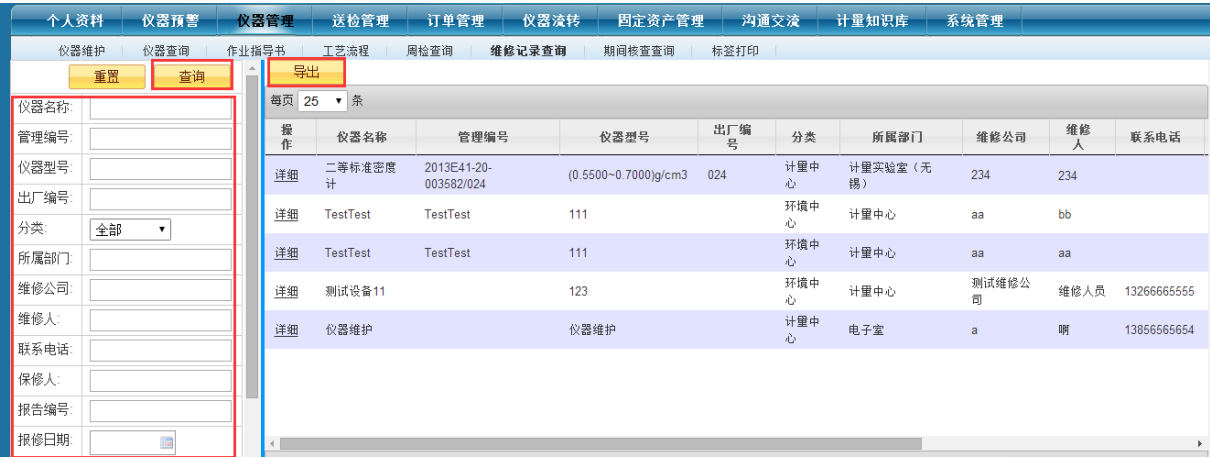 个人资料 仪器预警 仪器管理 送检管理 订单管理 仪器流转 固定资产管理 沟通交流 计量知识库 系统管理
仪器维护 仪器查询 作业指导书 工艺流程 周检查询 维修记录查询 期间核查查询 标签打印
重置 查询
仪器名称:
管理编号:
仪器型号:
出厂编号:
分类: 全部
所属部门:
维修公司:
维修人:
联系电话:
保修人:
报告编号:
报修日期:
导出
每页 25 条
操作 仪器名称 管理编号 仪器型号 出厂编号 分类 所属部门 维修公司 维修人 联系电话
详细 二等标准密度计 2013E41-20-003582/024 (0.5500~0.7000)g/cm3 024 计量中心 计量实验室（无锡） 234 234
详细 TestTest TestTest 111 环境中心 计量中心 aa bb
详细 TestTest TestTest 111 环境中心 计量中心 aa aa
详细 测试设备11 123 环境中心 计量中心 测试维修公司 维修人员 13266665555
详细 仪器维护 仪器维护 计量中心 电子室 a 啊 13856565654